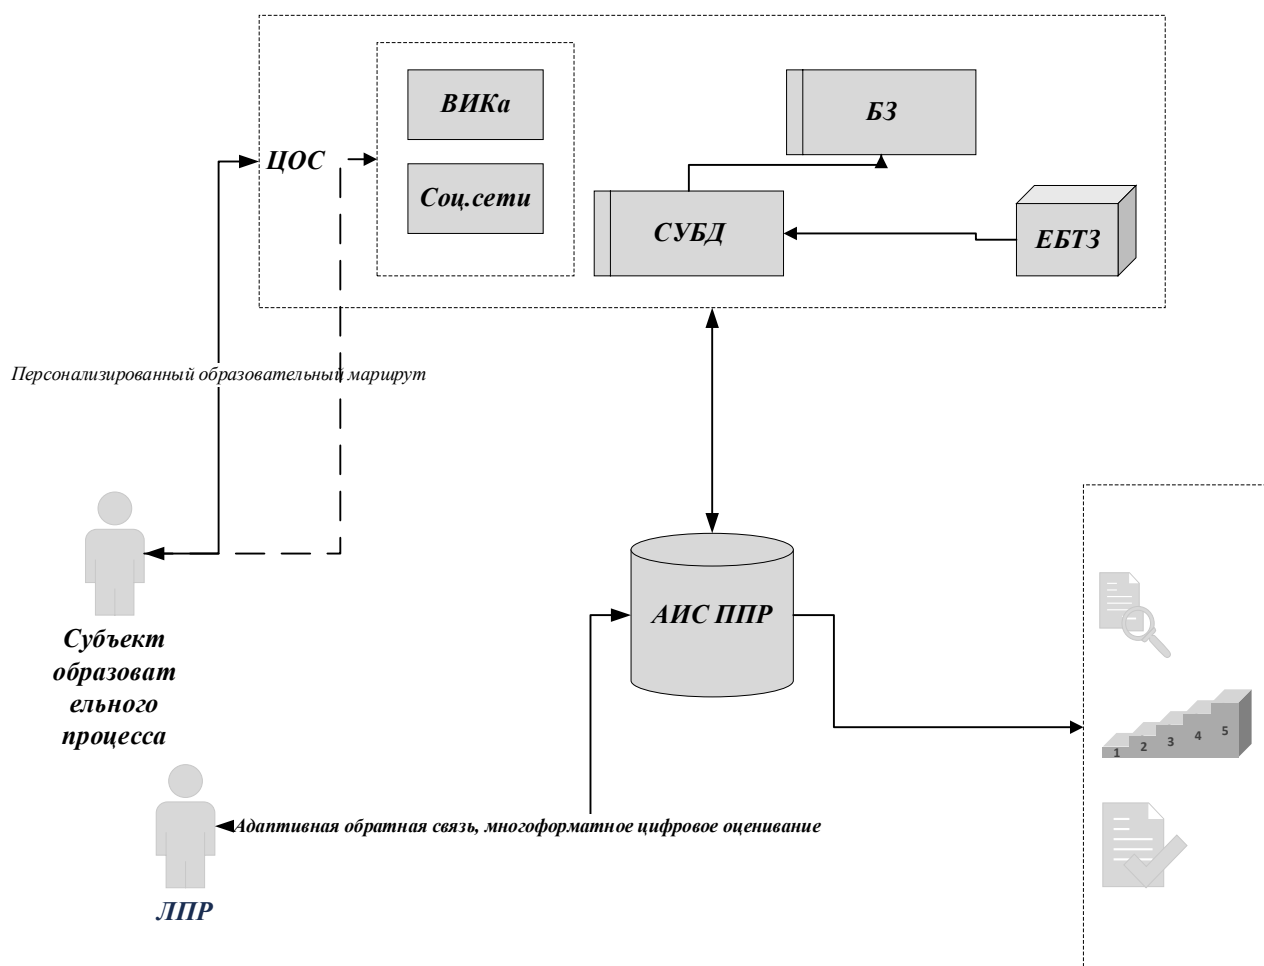 ВИКа
БЗ
ЦОС
Соц.сети
СУБД
ЕБТЗ
Персонализированный образовательный маршрут
АИС ППР
Субъект
образоват
ельного
процесса
1
2
3
4
5
Адаптивная обратная связь, многоформатное цифровое оценивание
ЛПР